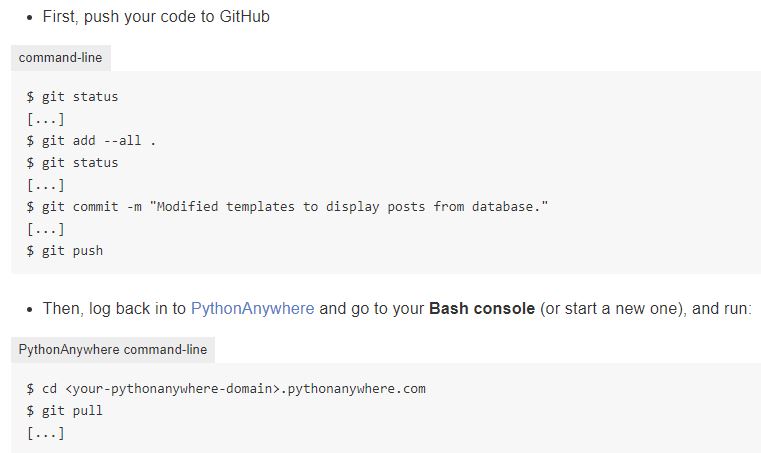 • First, push your code to GitHub
command-line
$ git status
[...]
$ git add --all .
$ git status
[...]
$ git commit -m "Modified templates to display posts from database."
[...]
$ git push
• Then, log back in to PythonAnywhere and go to your Bash console (or start a new one), and run:
PythonAnywhere command-line
$ cd <your-pythonanywhere-domain>.pythonanywhere.com
$ git pull
[...]